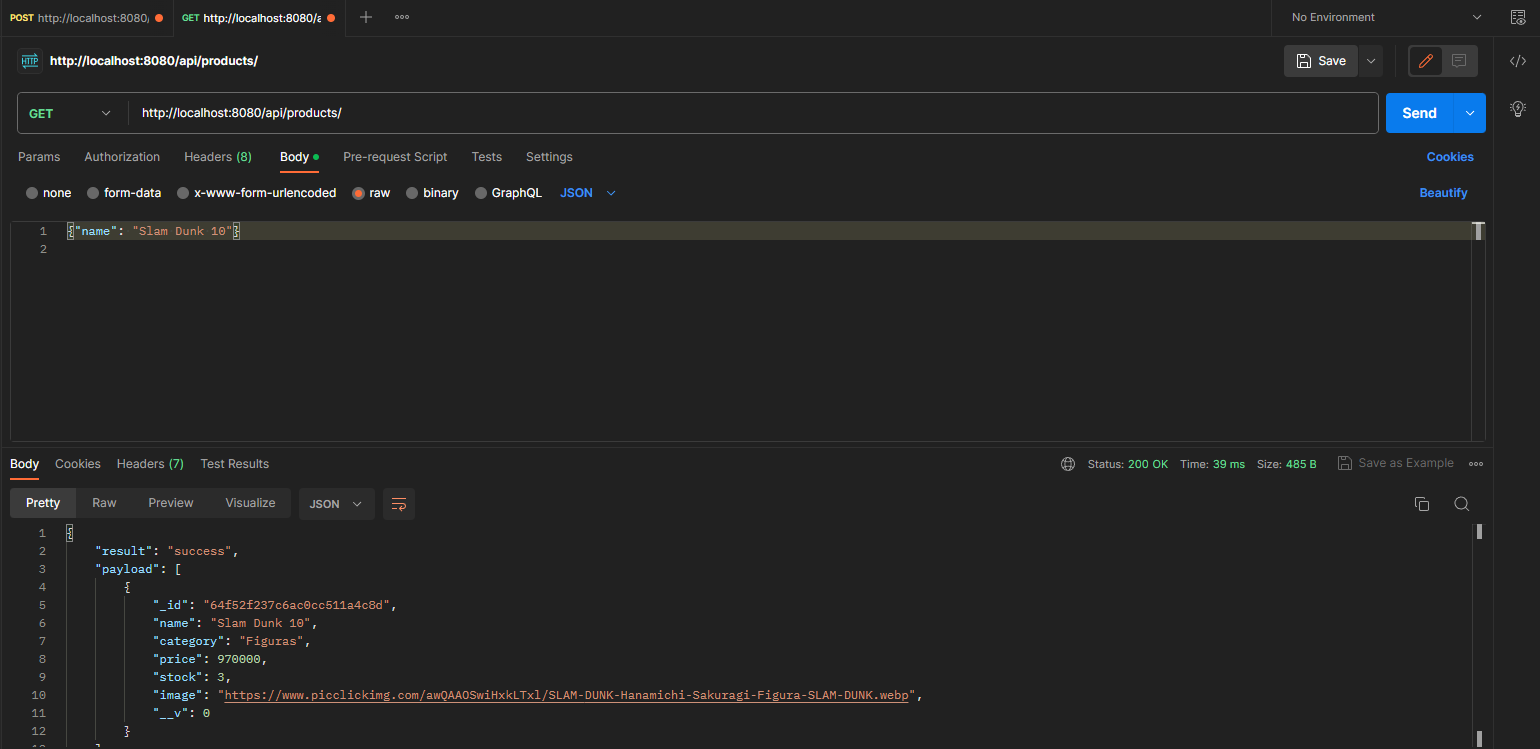 POST http://localhost:8080/
GET http://localhost:8080/a
No Environment
HTTP http://localhost:8080/api/products/
Save
GET http://localhost:8080/api/products/
Send
Params Authorization Headers (8) Body Pre-request Script Tests Settings Cookies
none form-data x-www-form-urlencoded raw binary GraphQL JSON Beautify
1 {"name": "Slam Dunk 10"}
2
Body Cookies Headers (7) Test Results Status: 200 OK Time: 39 ms Size: 485 B Save as Example
Pretty Raw Preview Visualize JSON
1 {
2 "result": "success",
3 "payload": [
4 {
5 "_id": "64f52f237c6ac0cc511a4c8d",
6 "name": "Slam Dunk 10",
7 "category": "Figuras",
8 "price": 970000,
9 "stock": 3,
10 "image": "https://www.picclickimg.com/awQAAOSwiHxkLTxl/SLAM-DUNK-Hanamichi-Sakuragi-Figura-SLAM-DUNK.webp",
11 "__v": 0
12 }